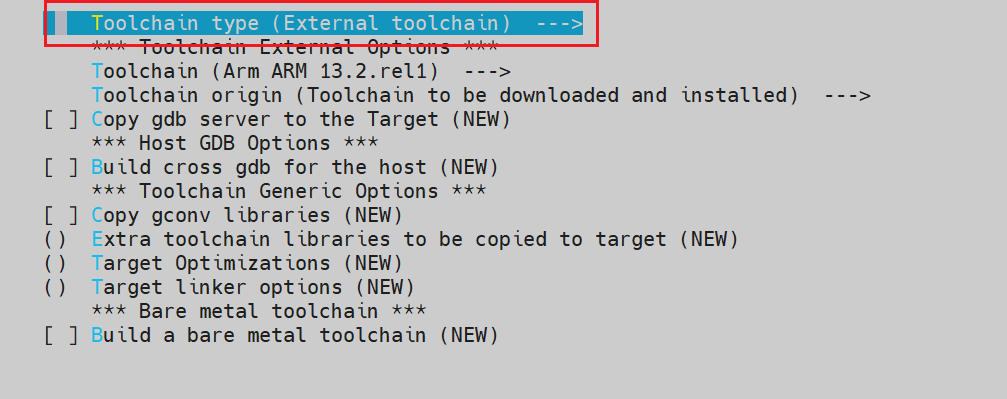 Toolchain type (External toolchain)  --->
*** Toolchain External Options ***
Toolchain (Arm ARM 13.2.rel1)  --->
Toolchain origin (Toolchain to be downloaded and installed)  --->
[ ] Copy gdb server to the Target (NEW)
*** Host GDB Options ***
[ ] Build cross gdb for the host (NEW)
*** Toolchain Generic Options ***
[ ] Copy gconv libraries (NEW)
()  Extra toolchain libraries to be copied to target (NEW)
()  Target Optimizations (NEW)
()  Target linker options (NEW)
*** Bare metal toolchain ***
[ ] Build a bare metal toolchain (NEW)